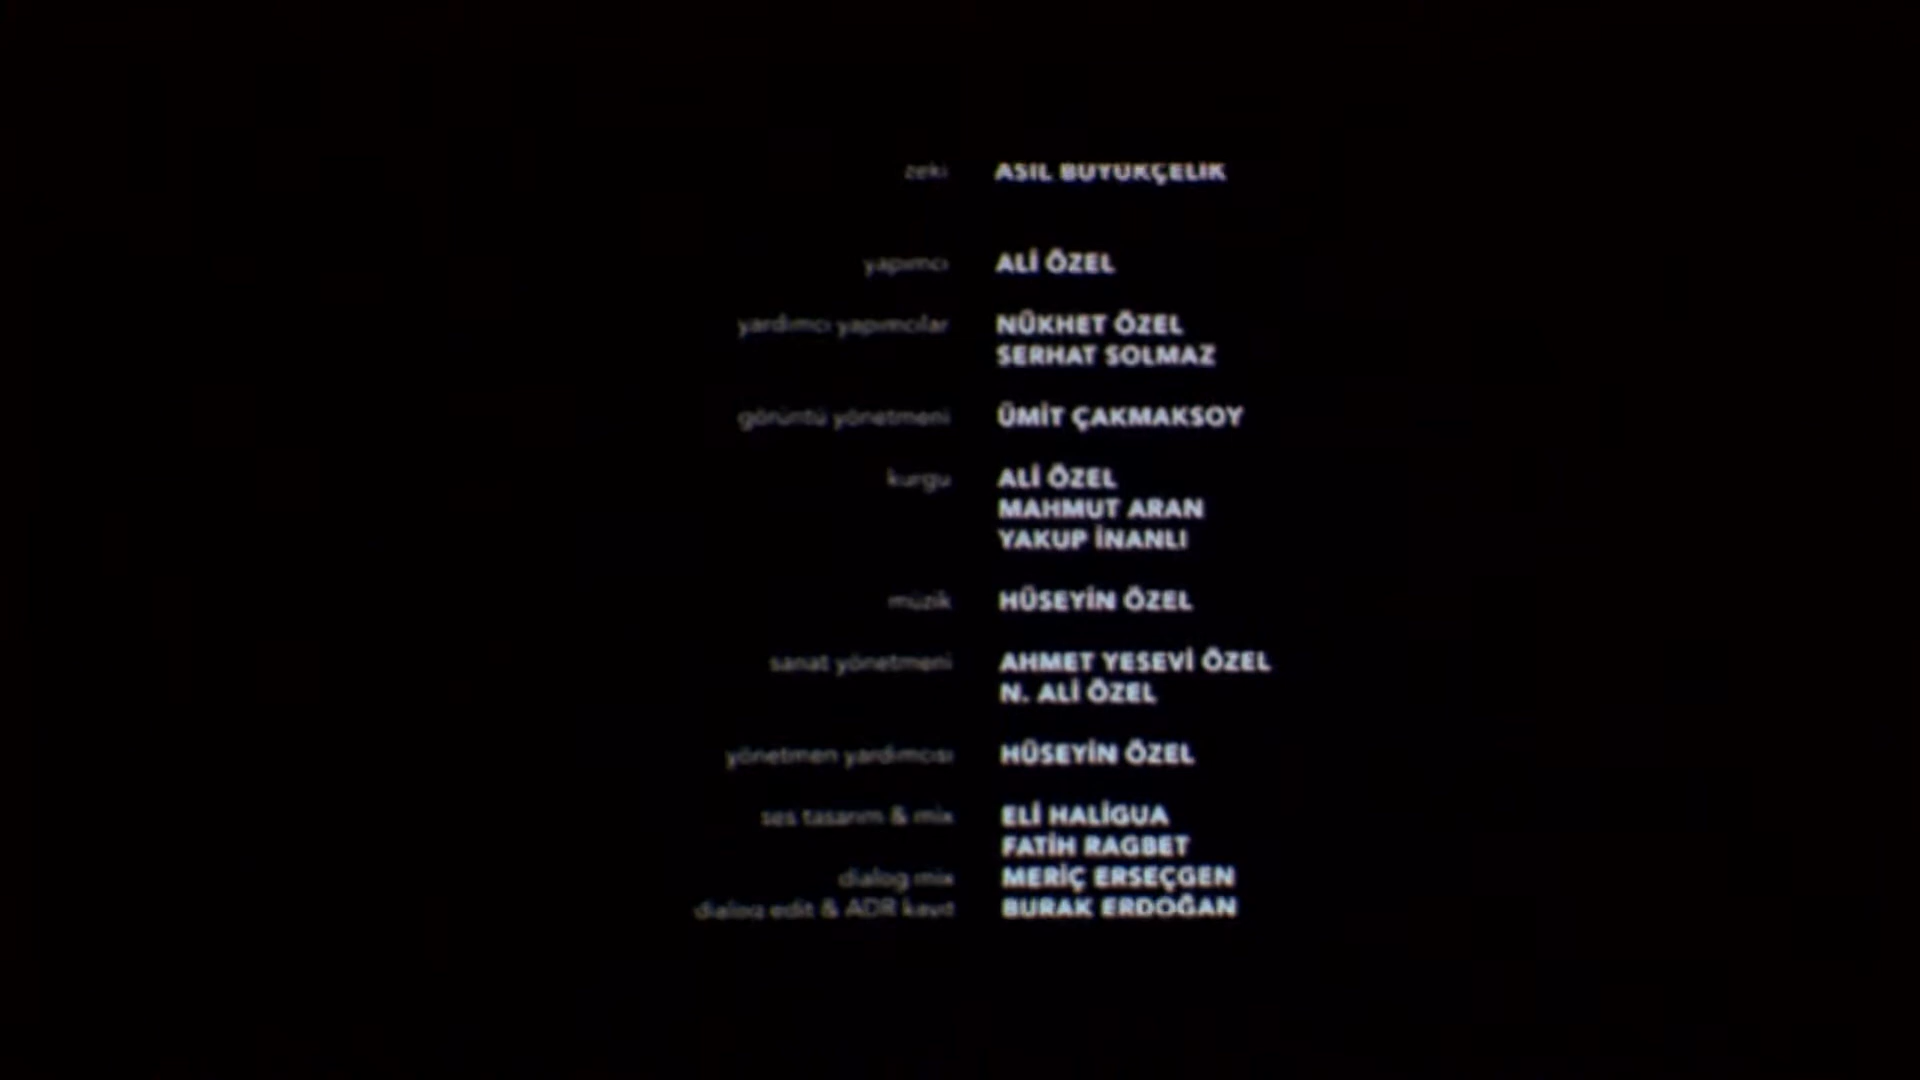 zeki ASIL BÜYÜKÇELİK
yapımcı ALİ ÖZEL
yardımcı yapımcılar NÜKHET ÖZEL
SERHAT SOLMAZ
görüntü yönetmeni ÜMİT ÇAKMAKSOY
kurgu ALİ ÖZEL
MAHMUT ARAN
YAKUP İNANLI
müzik HÜSEYİN ÖZEL
sanat yönetmeni AHMET YESEVİ ÖZEL
N. ALİ ÖZEL
yönetmen yardımcısı HÜSEYİN ÖZEL
ses tasarım & mix ELİ HALİGUA
FATİH RAGBET
dialog mix MERİÇ ERSEÇGEN
dialog edit & ADR kayıt BURAK ERDOĞAN